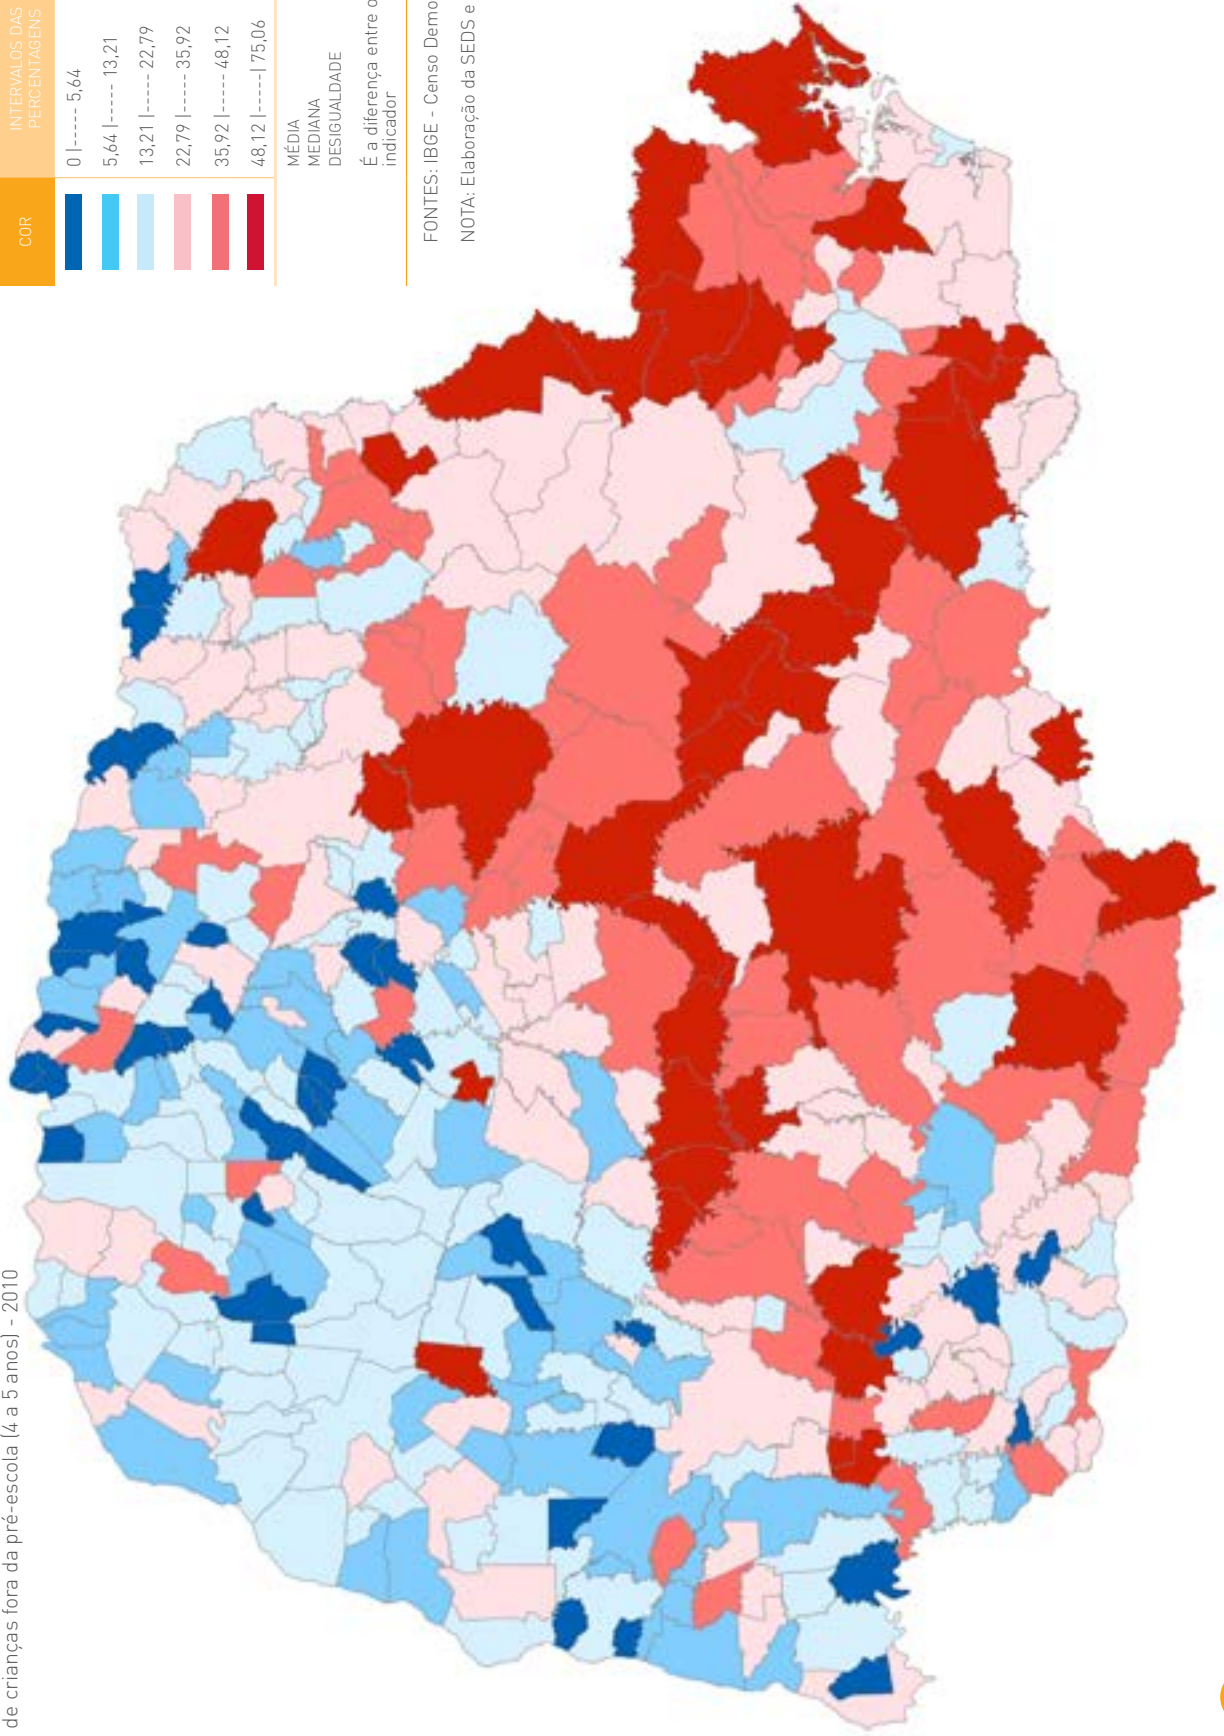 de crianças fora da pré-escola (4 a 5 anos) - 2010
COR
INTERVALOS DAS
PERCENTAGENS
0 |----- 5,64
5,64 |----- 13,21
13,21 |----- 22,79
22,79 |----- 35,92
35,92 |----- 48,12
48,12 |-----| 75,06
MÉDIA
MEDIANA
DESIGUALDADE
É a diferença entre o
indicador
FONTES: IBGE - Censo Demo
NOTA: Elaboração da SEDS e